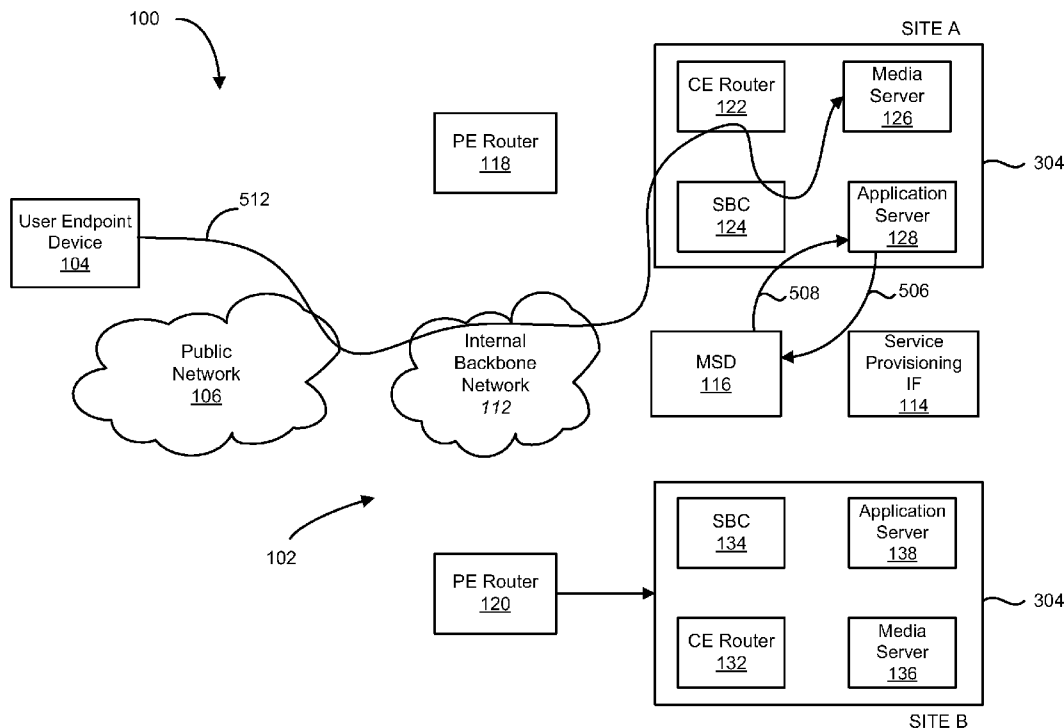 100
SITE A
CE Router
122
Media
Server
126
PE Router
118
304
512
User Endpoint
Device
104
SBC
124
Application
Server
128
508
506
Public
Network
106
Internal
Backbone
Network
112
MSD
116
Service
Provisioning
IF
114
102
SBC
134
Application
Server
138
PE Router
120
304
CE Router
132
Media
Server
136
SITE B